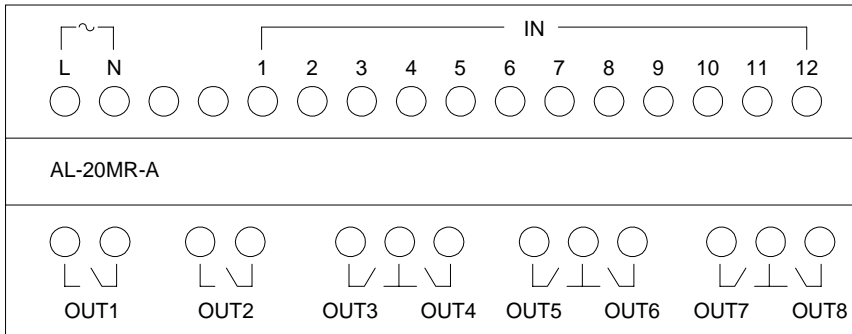 IN
L N 1 2 3 4 5 6 7 8 9 10 11 12
AL-20MR-A
OUT1 OUT2 OUT3 OUT4 OUT5 OUT6 OUT7 OUT8